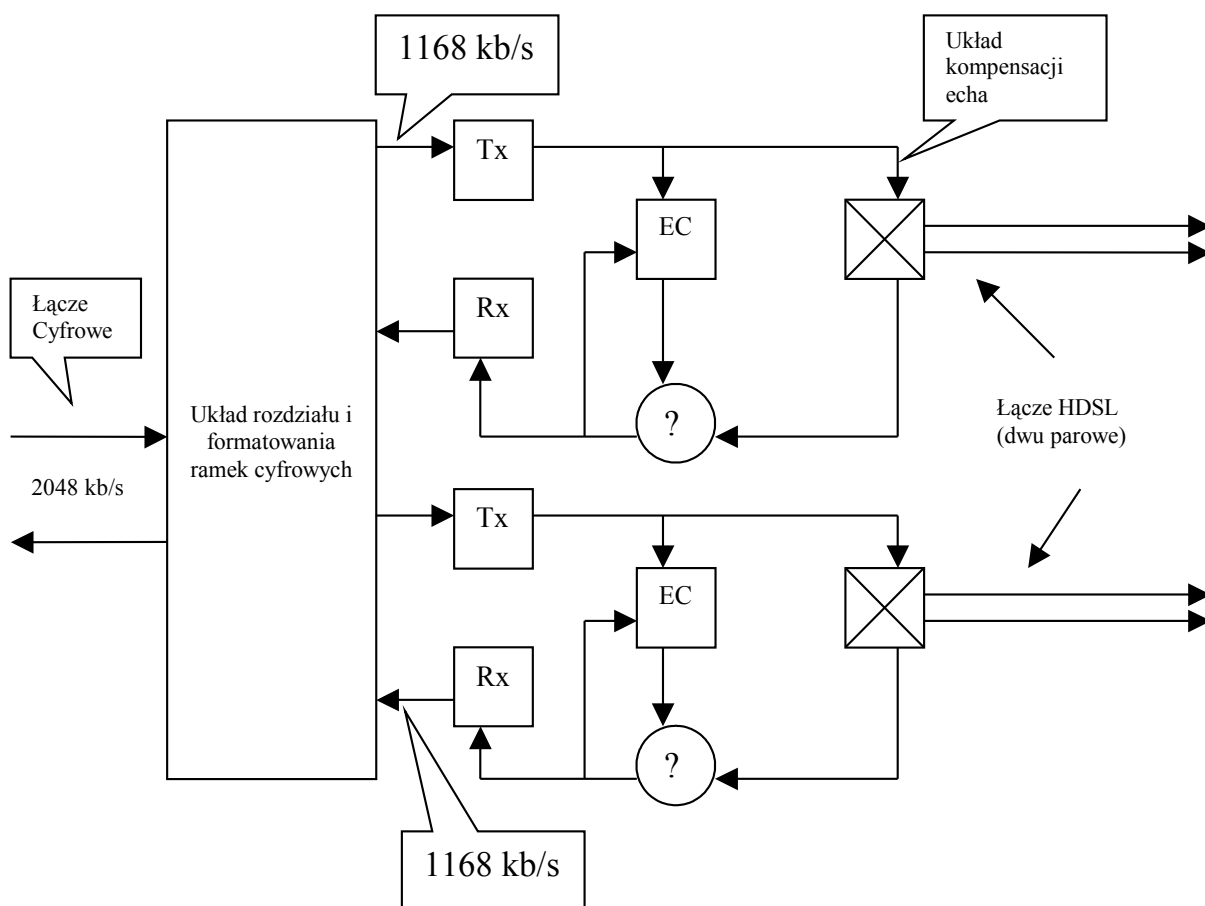 1168 kb/s
Układ
kompensacji
echa
Tx
EC
Rx
?
Łącze
Cyfrowe
2048 kb/s
Układ rozdziału i
formatowania
ramek cyfrowych
Łącze HDSL
(dwu parowe)
Tx
EC
Rx
?
1168 kb/s